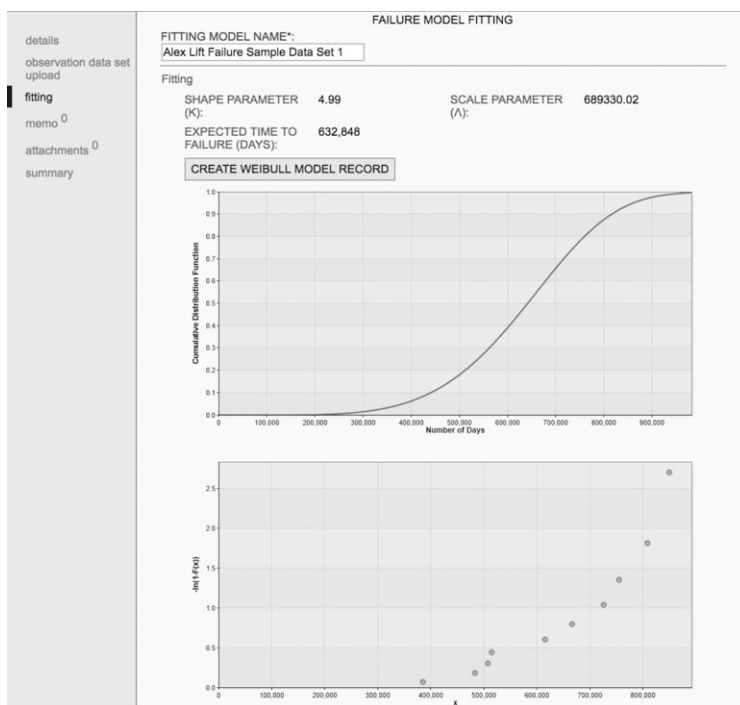 FAILURE MODEL FITTING
details
observation data set
upload
fitting
memo 0
attachments 0
summary
FITTING MODEL NAME*:
Alex Lift Failure Sample Data Set 1
Fitting
SHAPE PARAMETER 4.99 SCALE PARAMETER 689330.02
(K): (Λ):
EXPECTED TIME TO 632,848
FAILURE (DAYS):
CREATE WEIBULL MODEL RECORD
Cumulative Distribution Function
1.0
0.9
0.8
0.7
0.6
0.5
0.4
0.3
0.2
0.1
0.0
0 100,000 200,000 300,000 400,000 500,000 600,000 700,000 800,000 900,000
Number of Days
-ln(1-F(x))
2.5
2.0
1.5
1.0
0.5
0.0
0 100,000 200,000 300,000 400,000 500,000 600,000 700,000 800,000
x